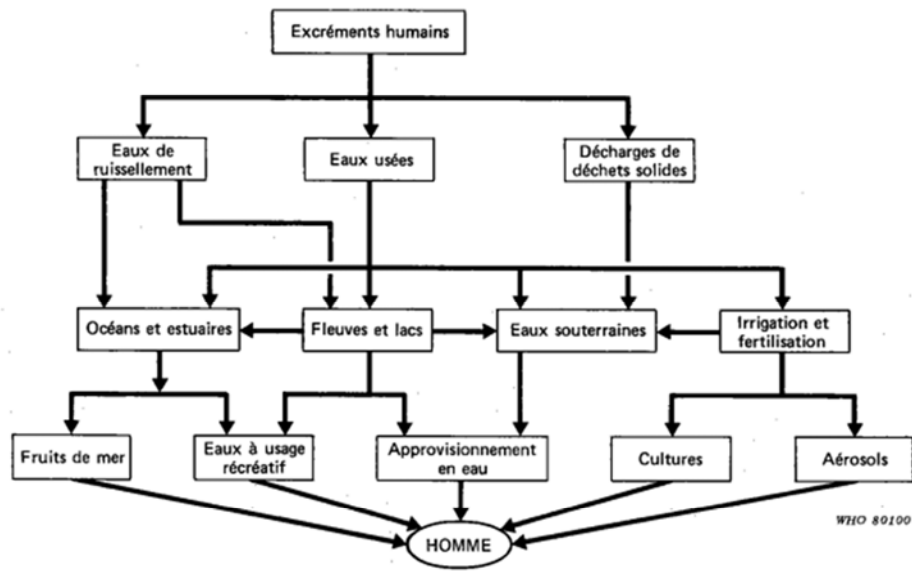 Excréments humains
Eaux de
ruissellement
Eaux usées
Décharges de
déchets solides
Océans et estuaires
Fleuves et lacs
Eaux souterraines
Irrigation et
fertilisation
Fruits de mer
Eaux à usage
récréatif
Approvisionnement
en eau
Cultures
Aérosols
WHO 80100
HOMME